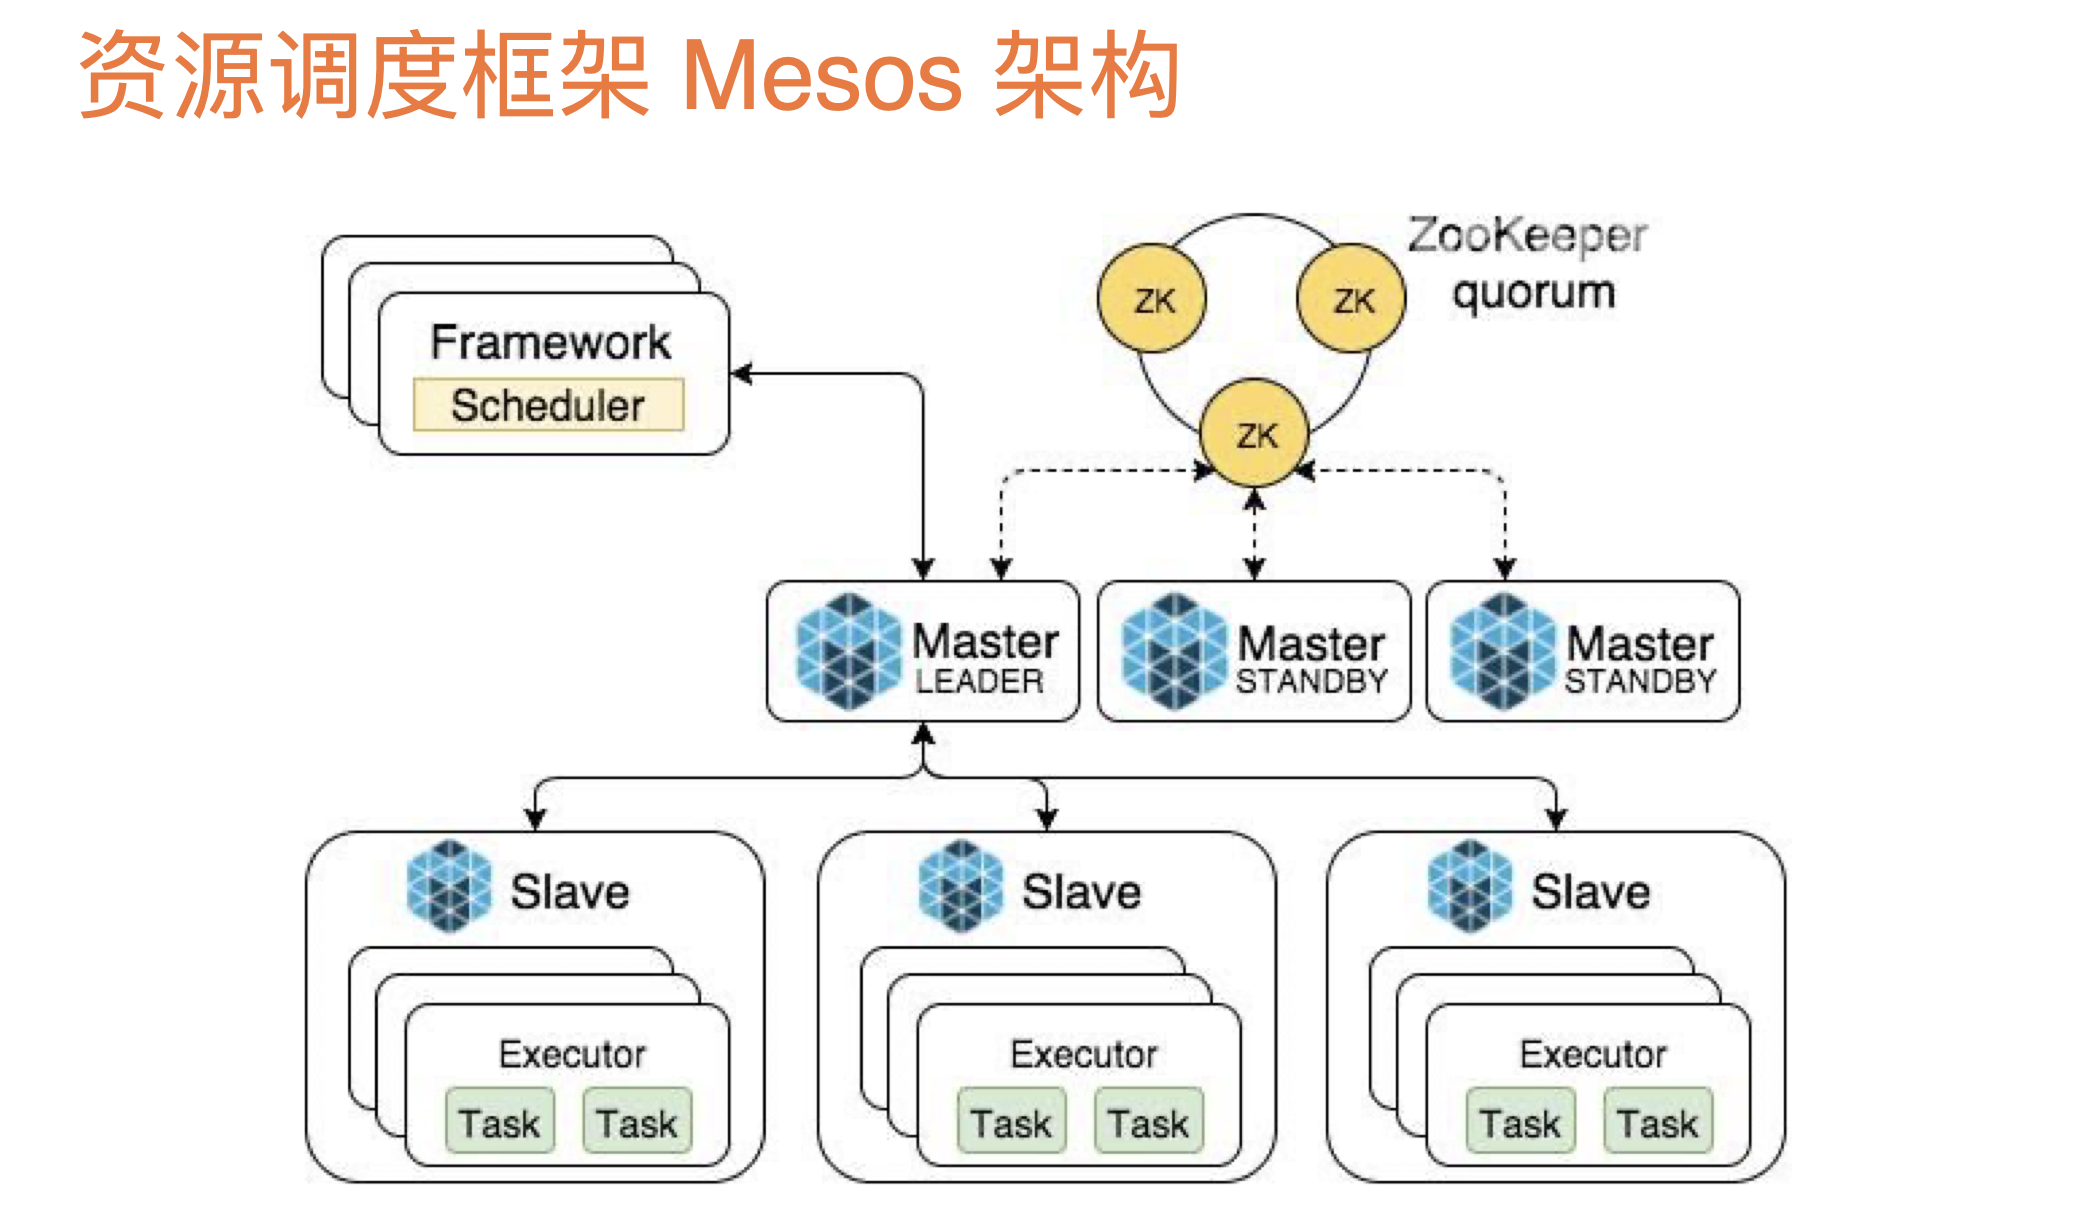 资源调度框架 Mesos 架构
ZooKeeper
quorum
ZK
ZK
ZK
Framework
Scheduler
Master
LEADER
Master
STANDBY
Master
STANDBY
Slave
Executor
Task
Task
Slave
Executor
Task
Task
Slave
Executor
Task
Task